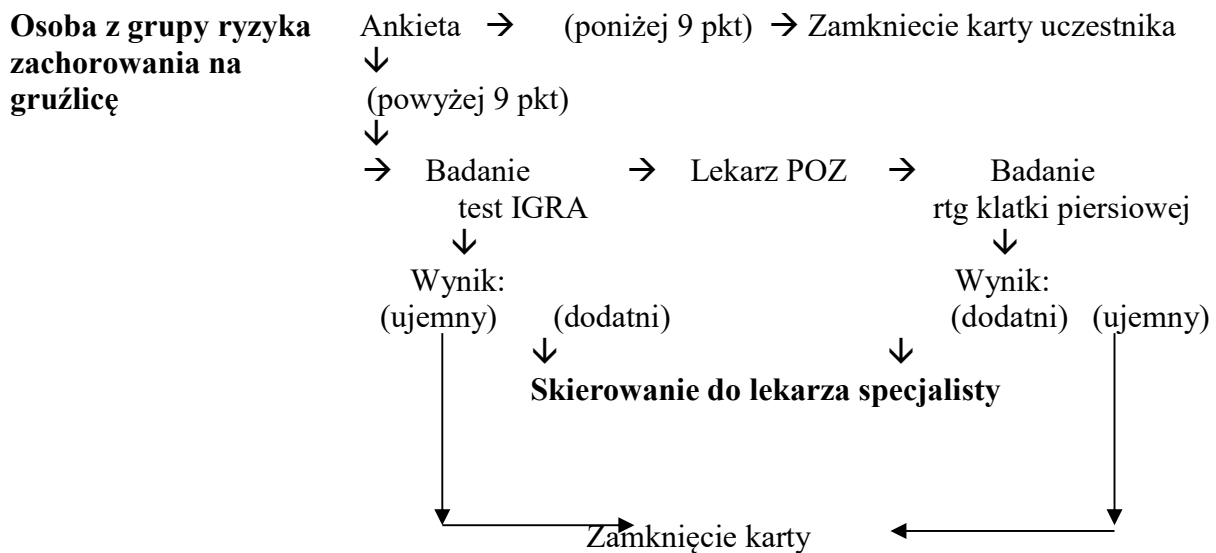 Osoba z grupy ryzyka Ankieta → (poniżej 9 pkt) → Zamkniecie karty uczestnika
zachorowania na ↓
gruźlicę (powyżej 9 pkt)
↓
→ Badanie → Lekarz POZ → Badanie
test IGRA rtg klatki piersiowej
↓ ↓
Wynik: Wynik:
(ujemny) (dodatni) (dodatni) (ujemny)
↓ ↓
Skierowanie do lekarza specjalisty
Zamknięcie karty